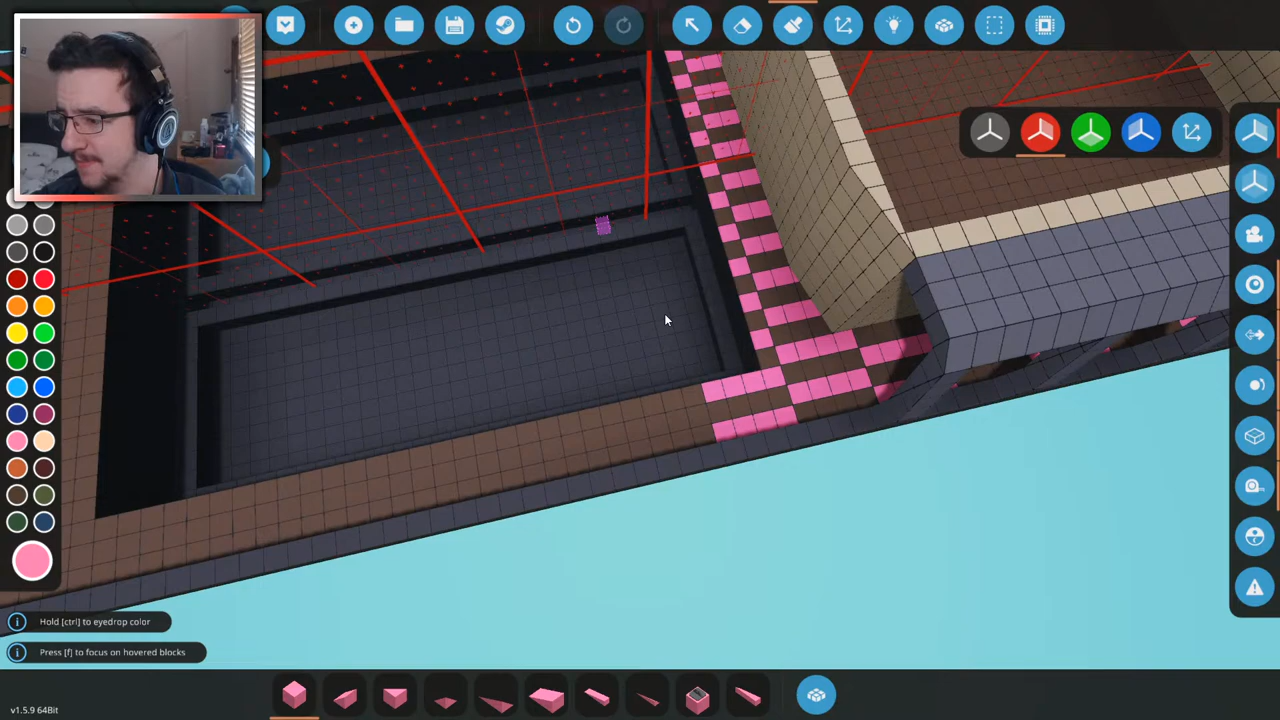 Hold [ctrl] to eyedrop color
Press [f] to focus on hovered blocks
v1.5.9 64Bit